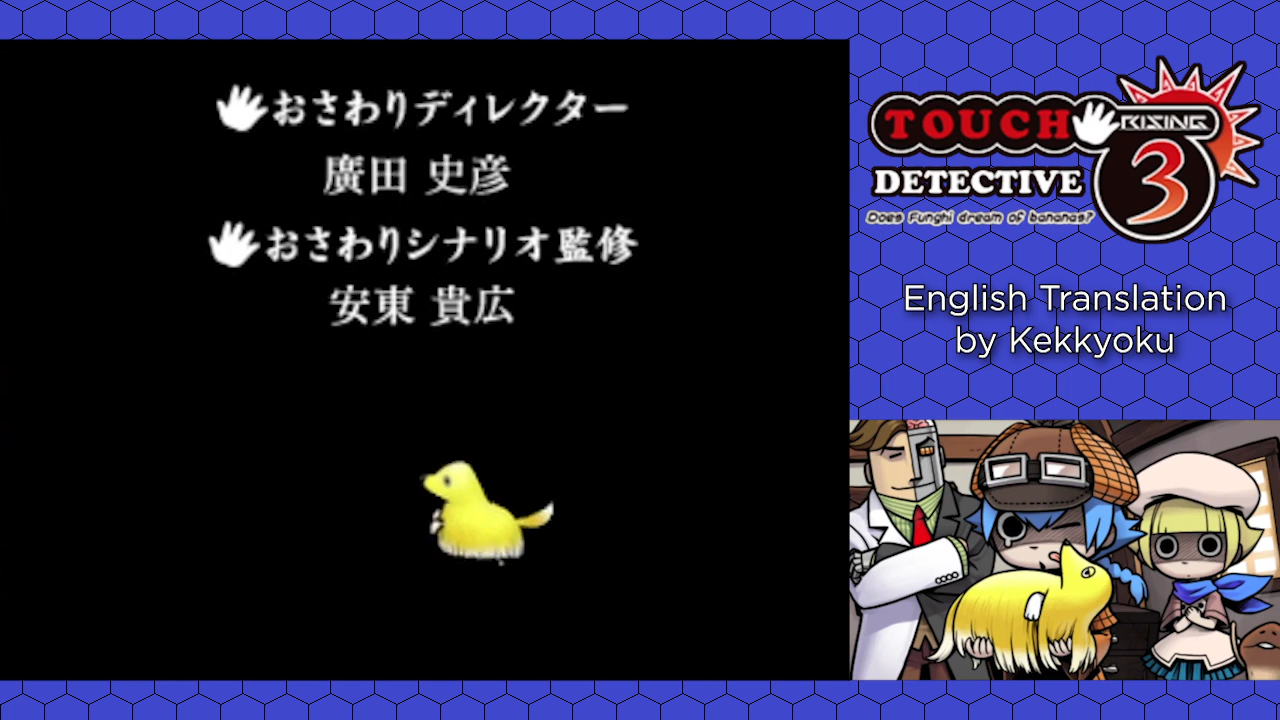 おさわりディレクター
廣田 史彦
おさわりシナリオ監修
安東 貴広
TOUCH
RISING
3
DETECTIVE
Does Funghi dream of bananas?
English Translation
by Kekkyoku